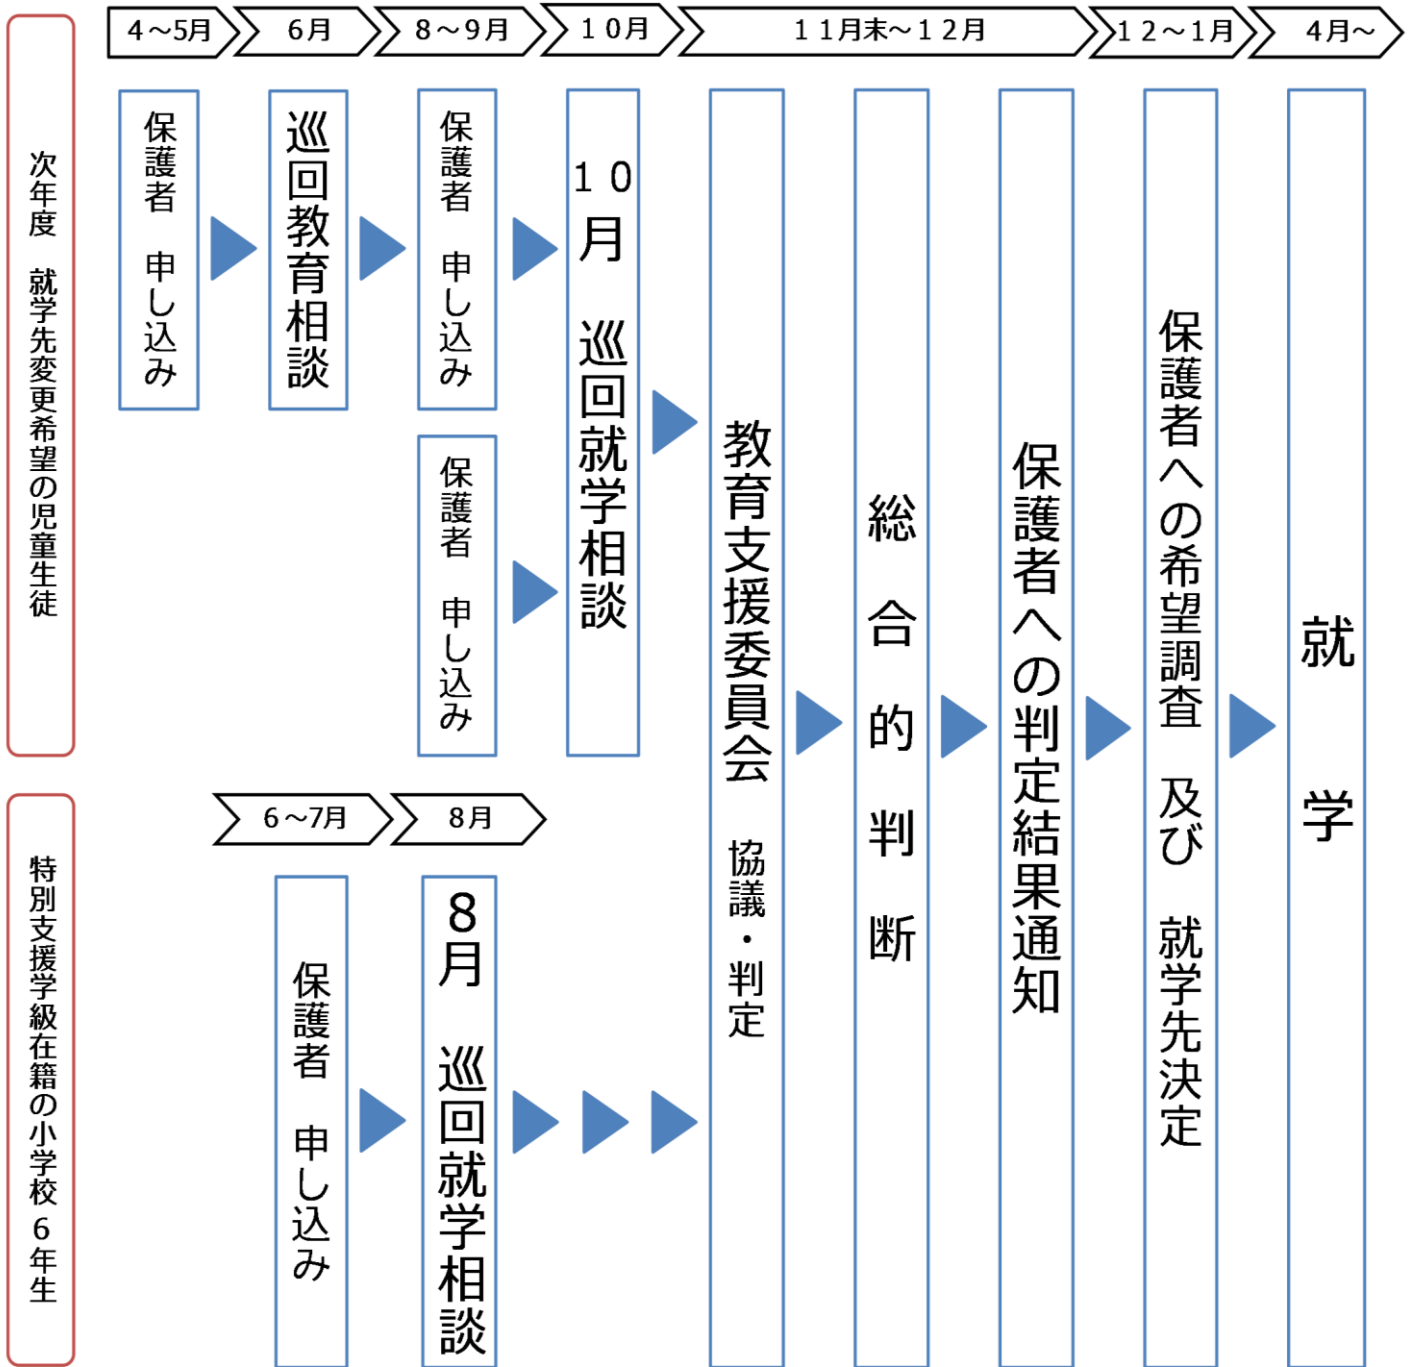 4～5月
6月
8～9月
10月
11月末～12月
12～1月
4月～
次年度　就学先変更希望の児童生徒
保護者　申し込み
巡回教育相談
保護者　申し込み
保護者　申し込み
10月　巡回就学相談
教育支援委員会　協議・判定
総合的判断
保護者への判定結果通知
保護者への希望調査　及び　就学先決定
就学
6～7月
8月
特別支援学級在籍の小学校6年生
保護者　申し込み
8月　巡回就学相談